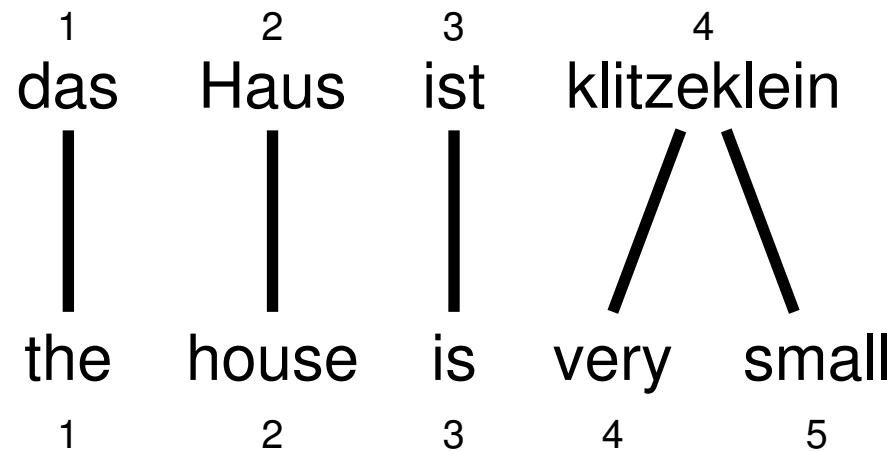 1 2 3 4
das Haus ist klitzeklein
the house is very small
1 2 3 4 5